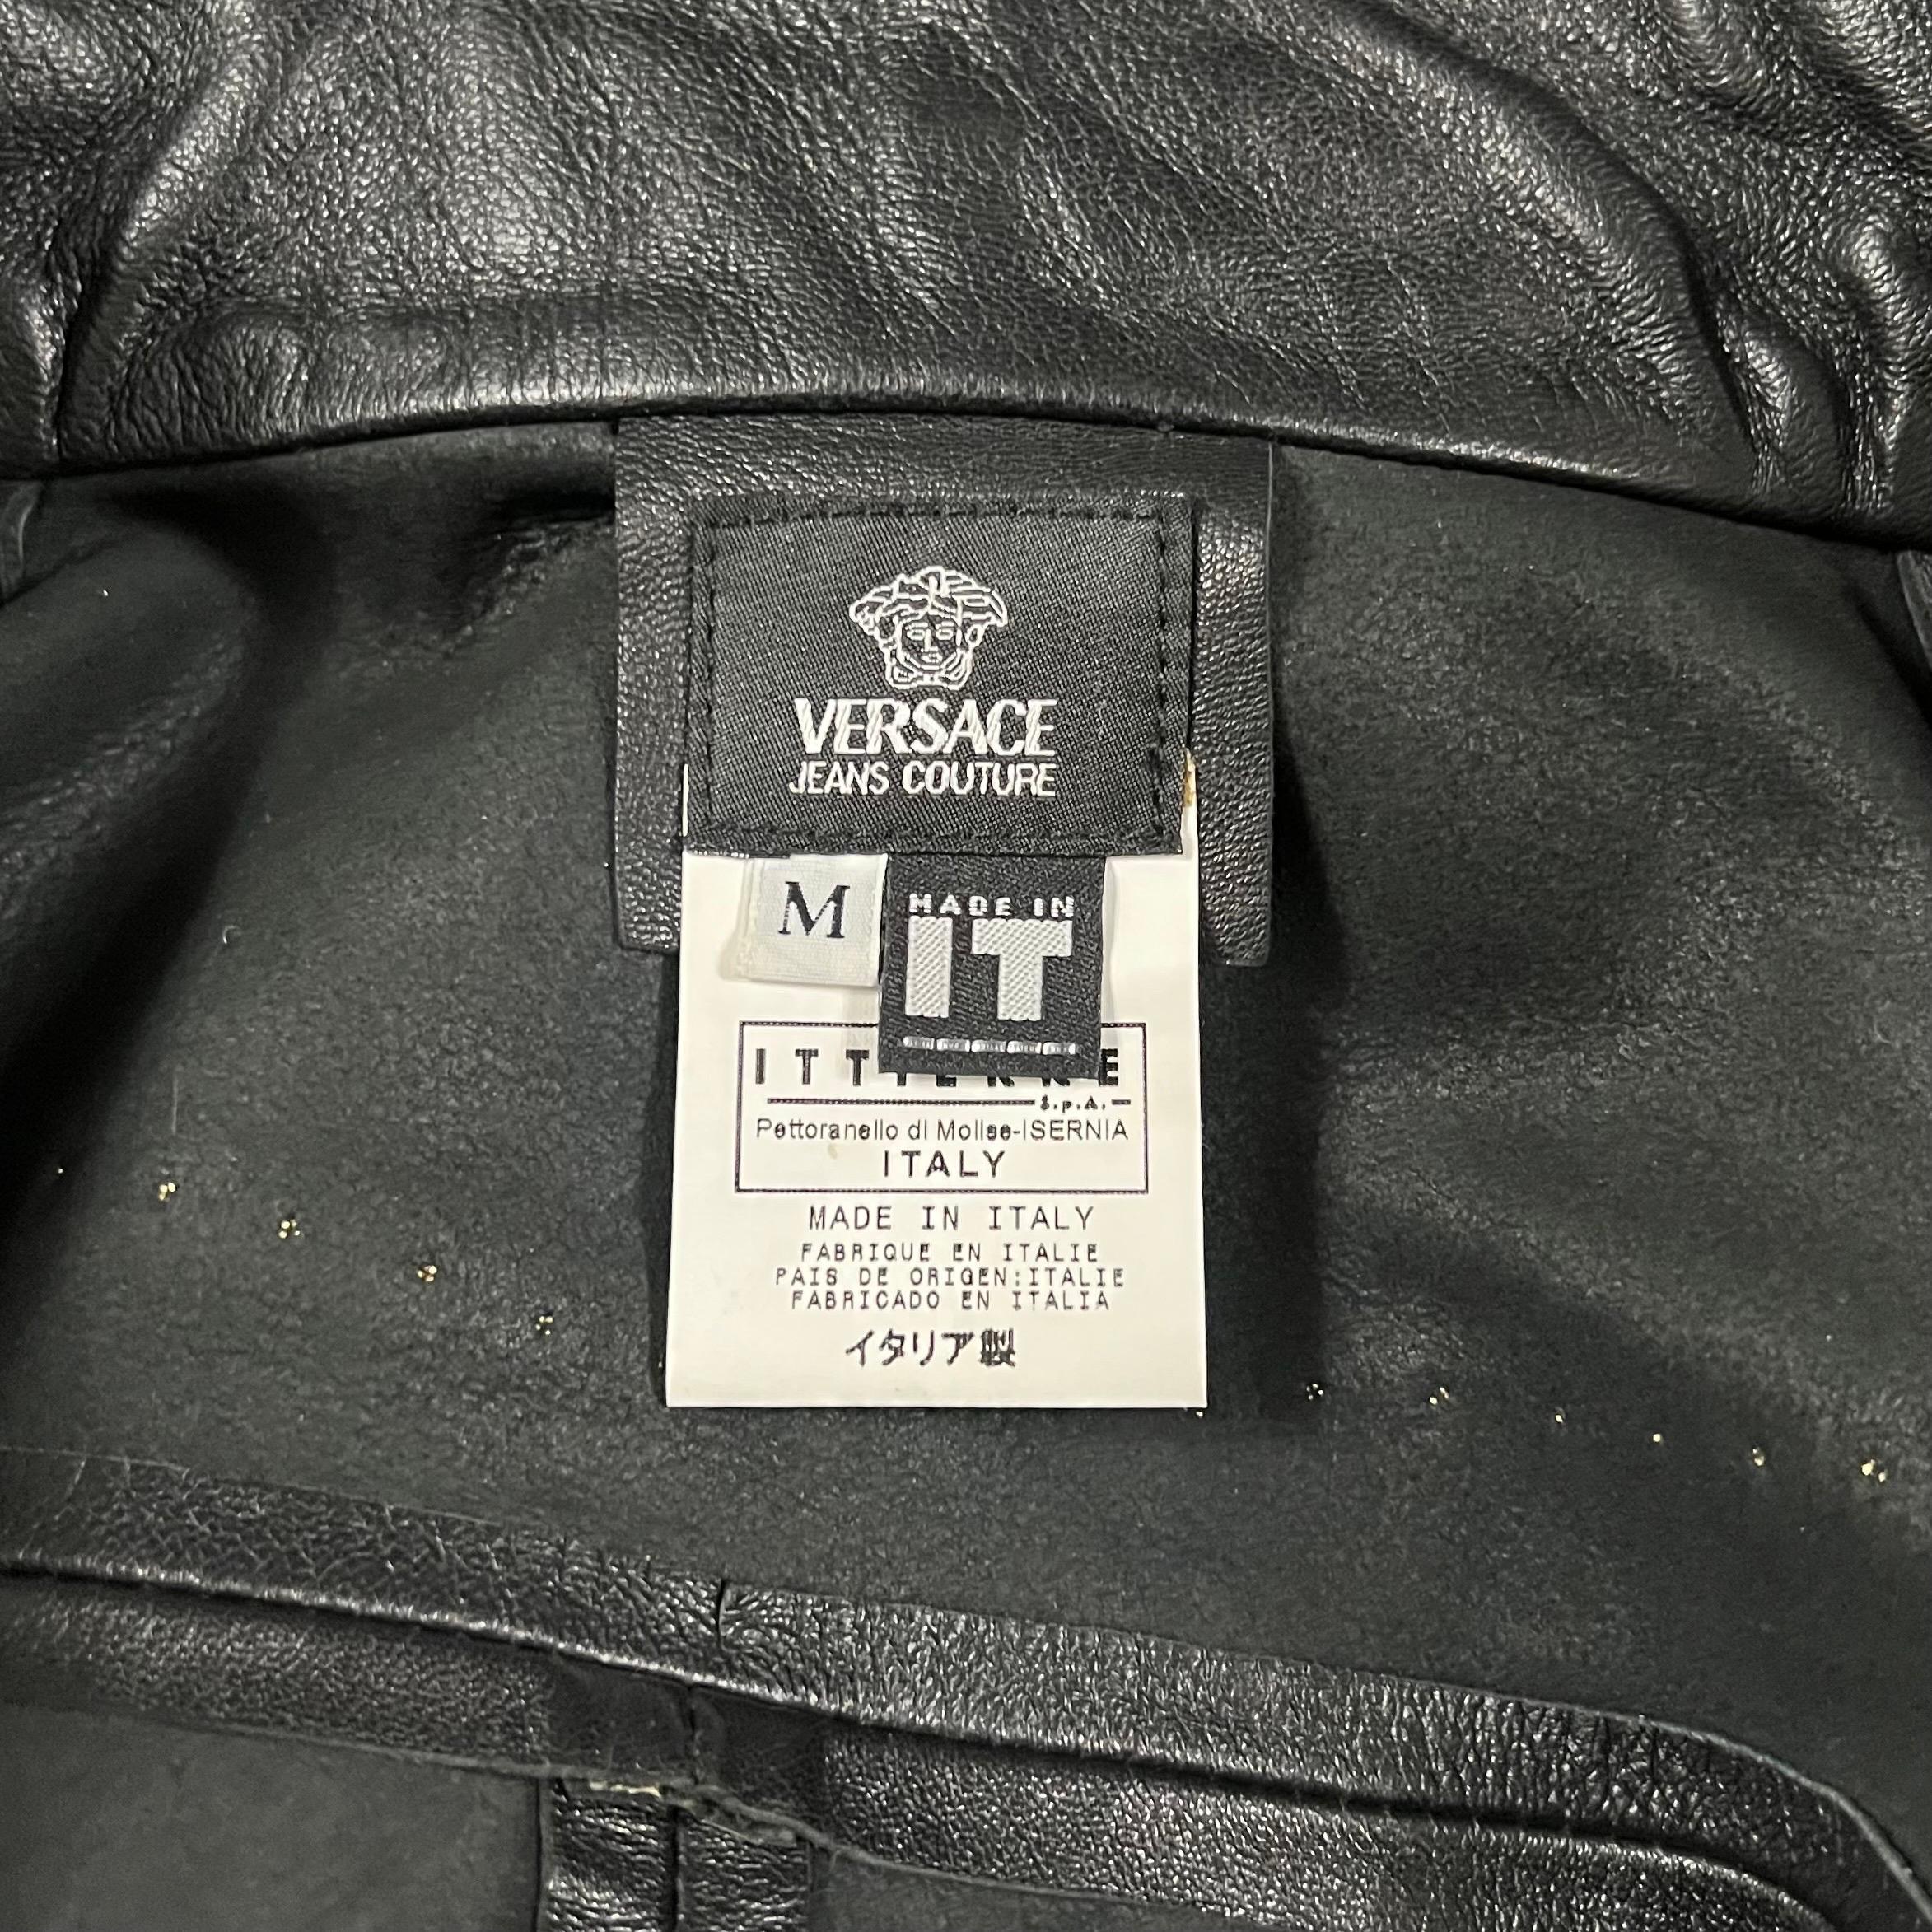 VERSACE
JEANS COUTURE
M
MADE IN
IT
S.p.A.
Pettoranello di Molise-ISERNIA
ITALY
MADE IN ITALY
FABRIQUE EN ITALIE
PAIS DE ORIGEN:ITALIE
FABRICADO EN ITALIA
イタリア製